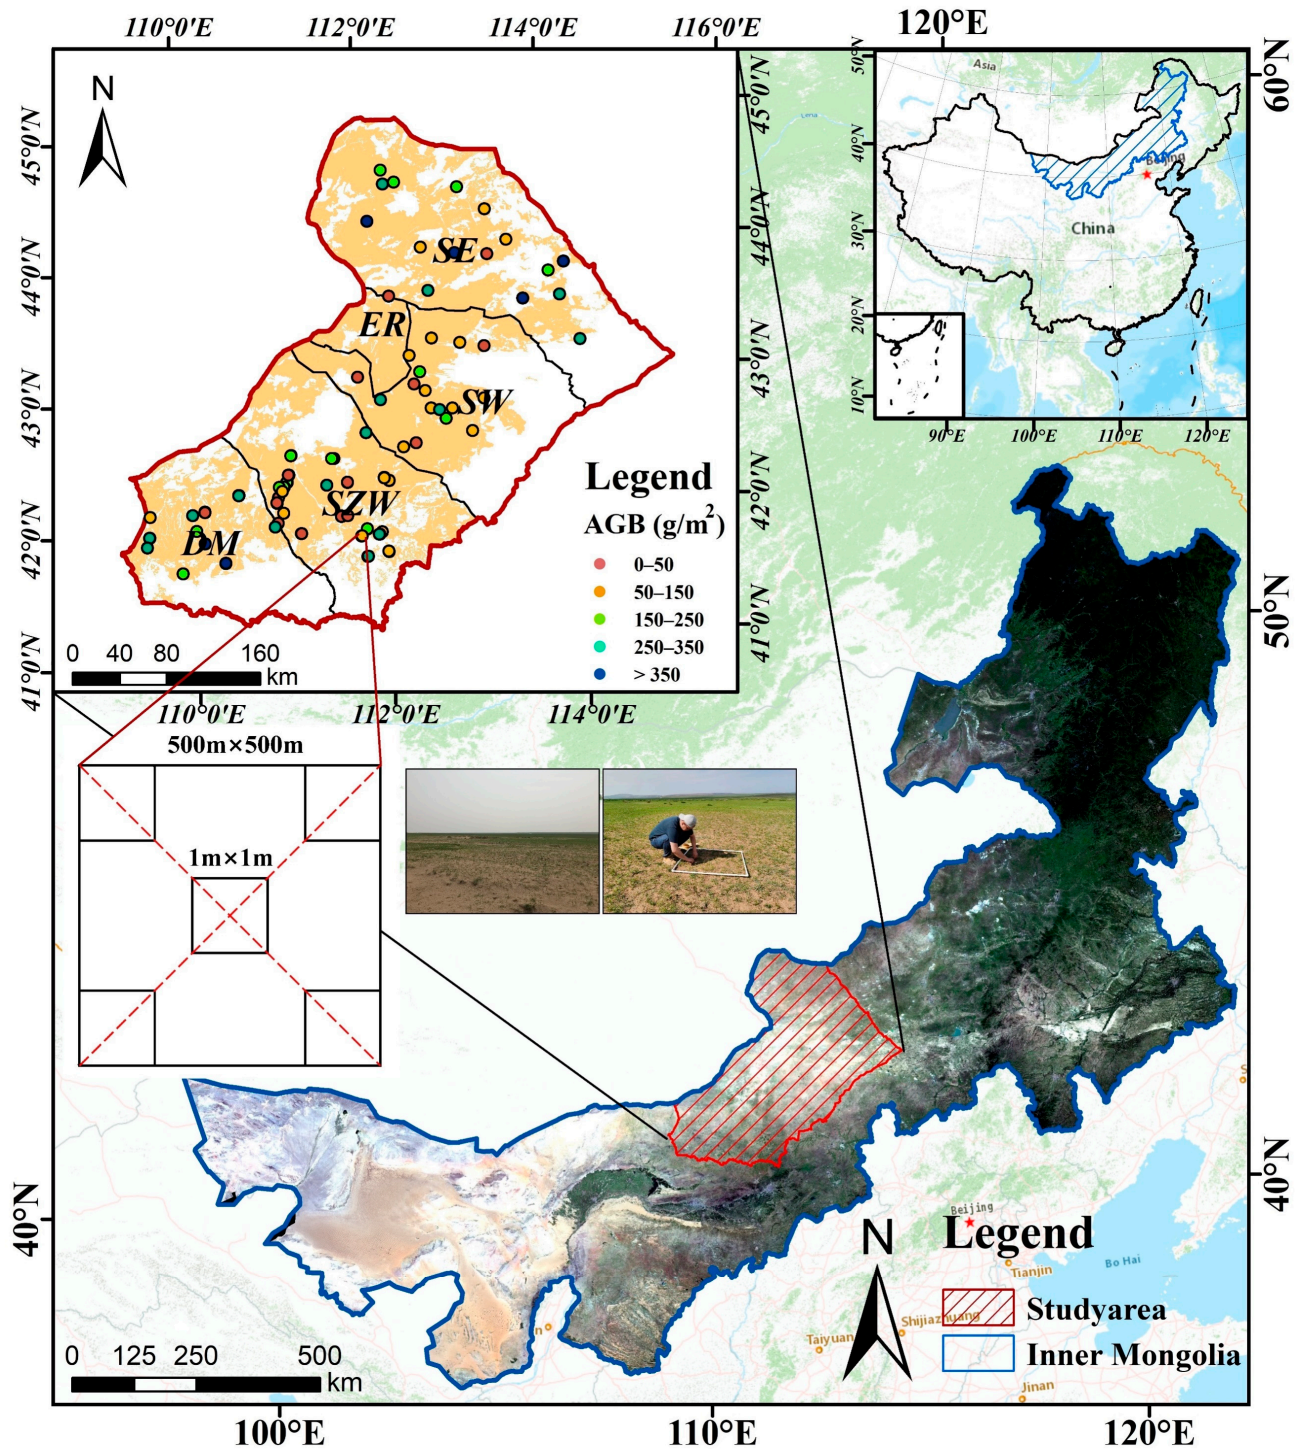 110°0'E
112°0'E
114°0'E
116°0'E
120°E
N
45°0'N
44°0'N
43°0'N
42°0'N
41°0'N
SE
ER
SW
SZW
DM
Legend
AGB (g/m²)
0–50
50–150
150–250
250–350
> 350
0 40 80 160
km
45°0'N
44°0'N
43°0'N
42°0'N
41°0'N
110°0'E
112°0'E
114°0'E
50°N
40°N
30°N
20°N
10°N
Asia
Lena
Beijing
China
90°E
100°E
110°E
120°E
60°N
50°N
40°N
500m×500m
1m×1m
40°N
Beijing
Tianjin
Bo Hai
Shijiazhuang
Taiyuan
Jinan
n
S
N
Legend
Studyarea
Inner Mongolia
0 125 250 500
km
100°E
110°E
120°E